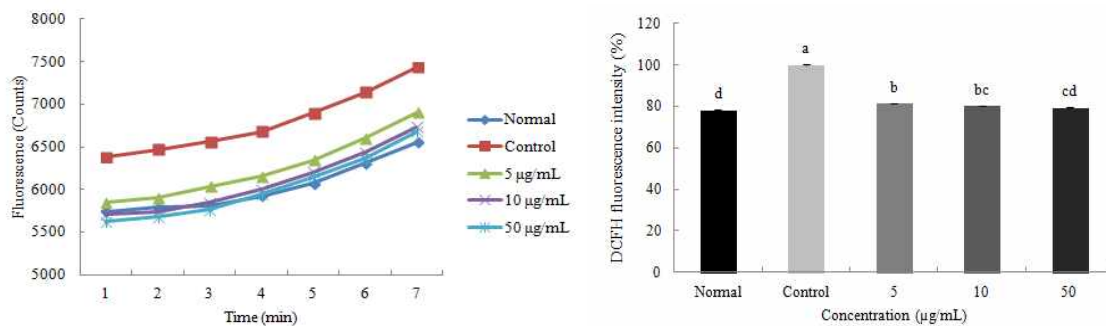 8000
7500
7000
6500
6000
5500
5000
Fluorescence (Counts)
1 2 3 4 5 6 7
Time (min)
Normal
Control
5 μg/mL
10 μg/mL
50 μg/mL
120
100
80
60
40
20
0
DCFH fluorescence intensity (%)
d a b bc cd
Normal Control 5 10 50
Concentration (μg/mL)